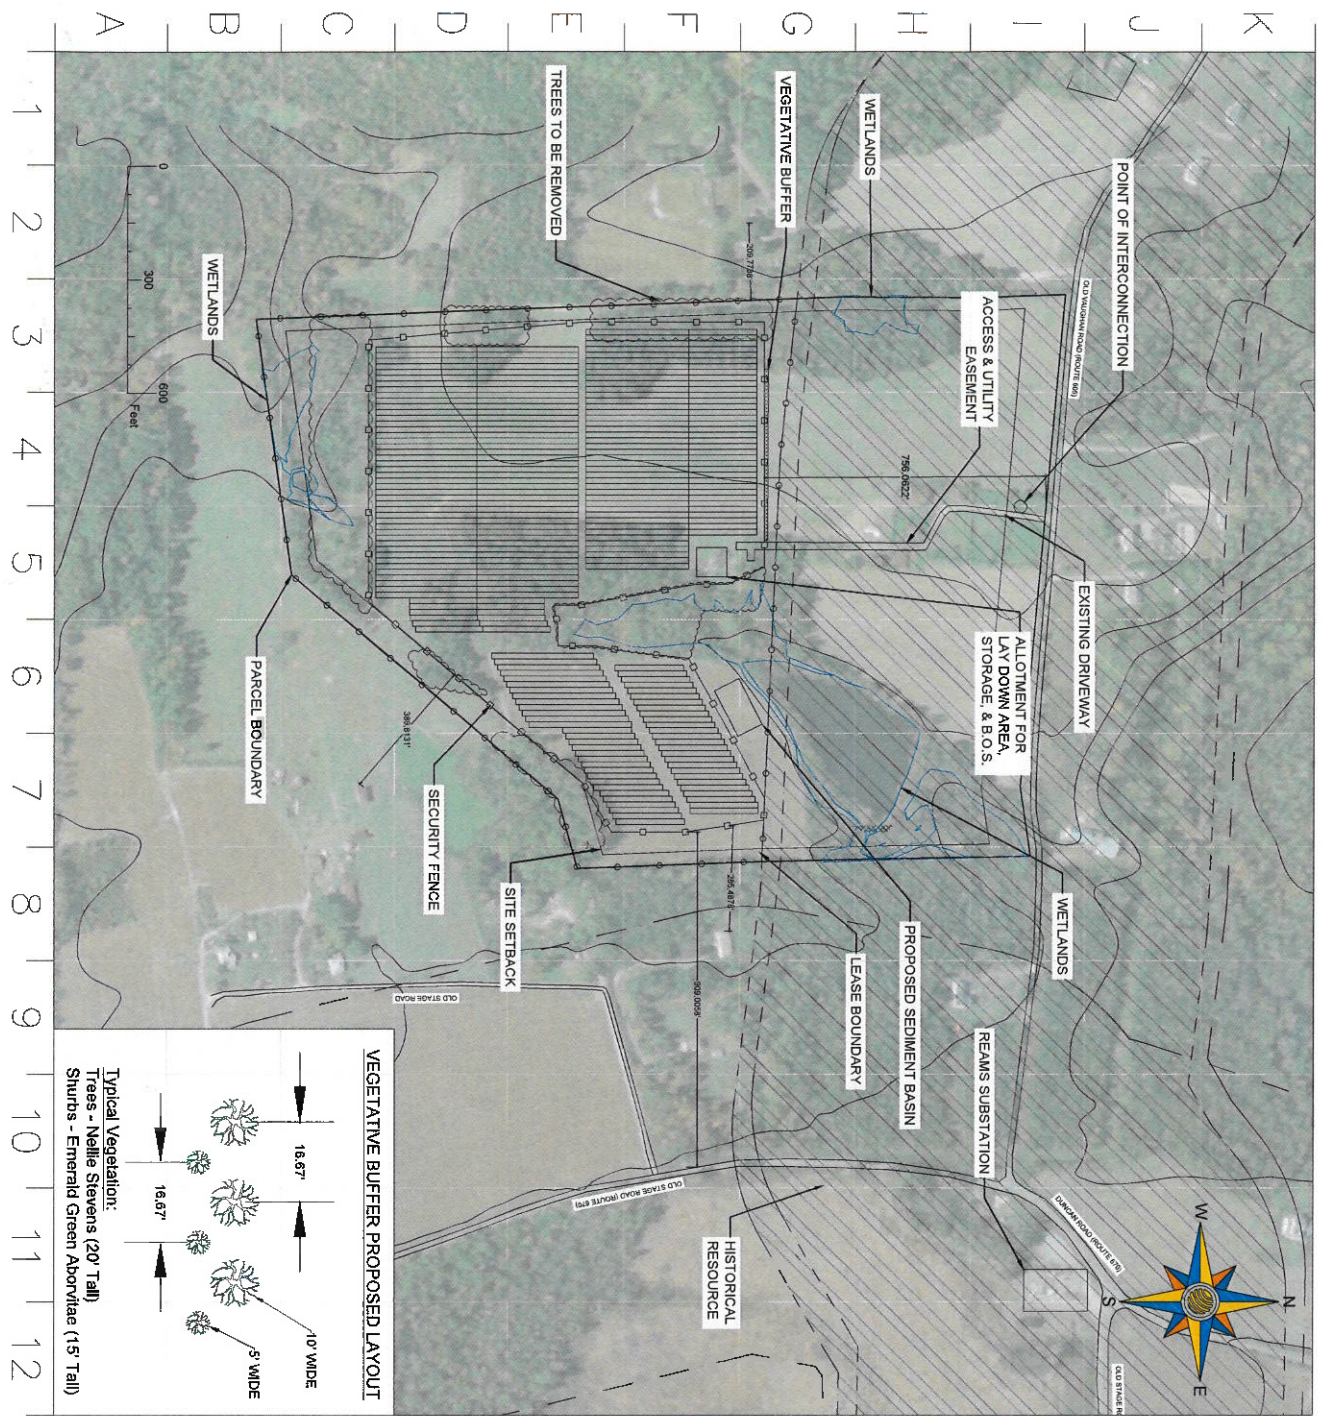 A B C D E F G H I J K
1
2
3
4
5
6
7
8
9
10
11
12
TREES TO BE REMOVED
VEGETATIVE BUFFER
WETLANDS
POINT OF INTERCONNECTION
OLD VAUGHAN ROAD (ROUTE 605)
ACCESS & UTILITY
EASEMENT
WETLANDS
0 300 600
Feet
756.0622'
EXISTING DRIVEWAY
ALLOTMENT FOR
LAY DOWN AREA,
STORAGE, & B.O.S.
PARCEL BOUNDARY
SECURITY FENCE
SITE SETBACK
WETLANDS
PROPOSED SEDIMENT BASIN
LEASE BOUNDARY
OLD STAGE ROAD
REAMS SUBSTATION
DUNCAN ROAD (ROUTE 670)
OLD STAGE ROAD (ROUTE 670)
HISTORICAL
RESOURCE
W
N
S
E
VEGETATIVE BUFFER PROPOSED LAYOUT
16.67'
16.67'
10' WIDE
5' WIDE
Typical Vegetation:
Trees - Nellie Stevens (20' Tall)
Shurbs - Emerald Green Aborvitae (15' Tall)